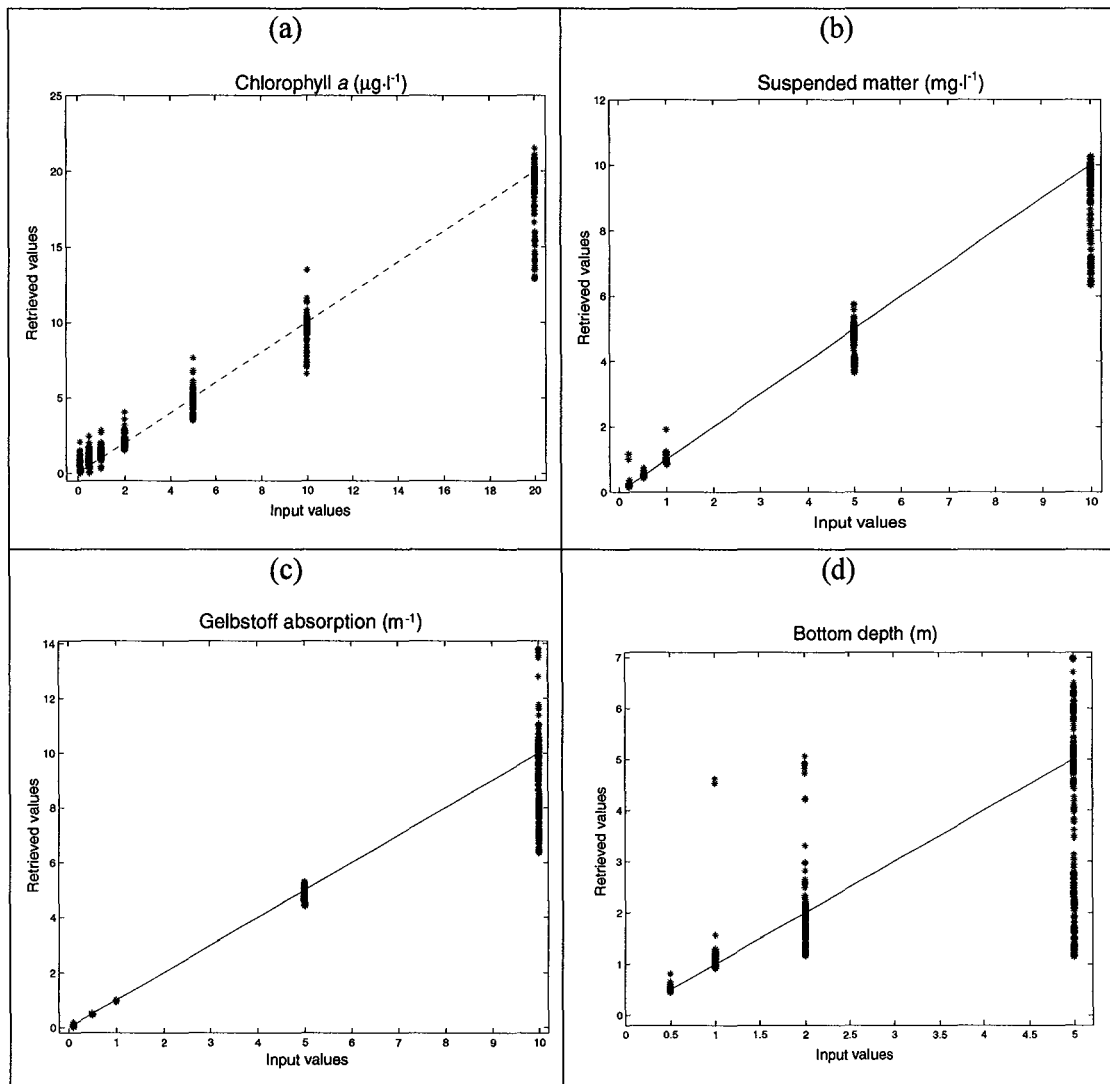 (a)
Chlorophyll a (µg·l⁻¹)
25
20
15
10
5
0
Retrieved values
0 2 4 6 8 10 12 14 16 18 20
Input values
(b)
Suspended matter (mg·l⁻¹)
12
10
8
6
4
2
0
Retrieved values
0 1 2 3 4 5 6 7 8 9 10
Input values
(c)
Gelbstoff absorption (m⁻¹)
14
12
10
8
6
4
2
0
Retrieved values
0 1 2 3 4 5 6 7 8 9 10
Input values
(d)
Bottom depth (m)
7
6
5
4
3
2
1
0
Retrieved values
0 0.5 1 1.5 2 2.5 3 3.5 4 4.5 5
Input values